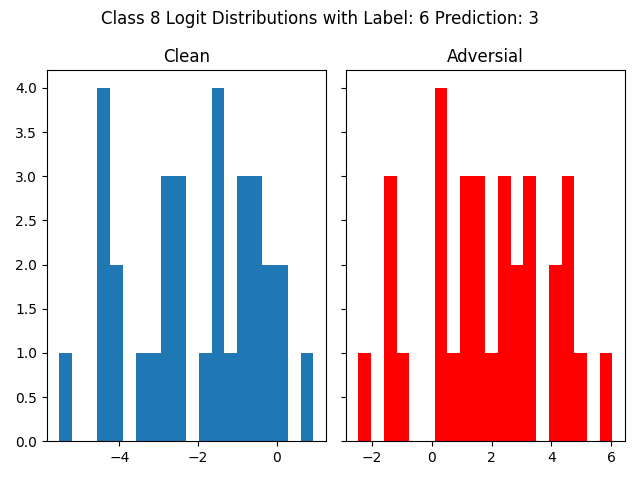 Class 8 Logit Distributions with Label: 6 Prediction: 3
Clean
Adversial
4.0
3.5
3.0
2.5
2.0
1.5
1.0
0.5
0.0
−4 −2 0
−2 0 2 4 6